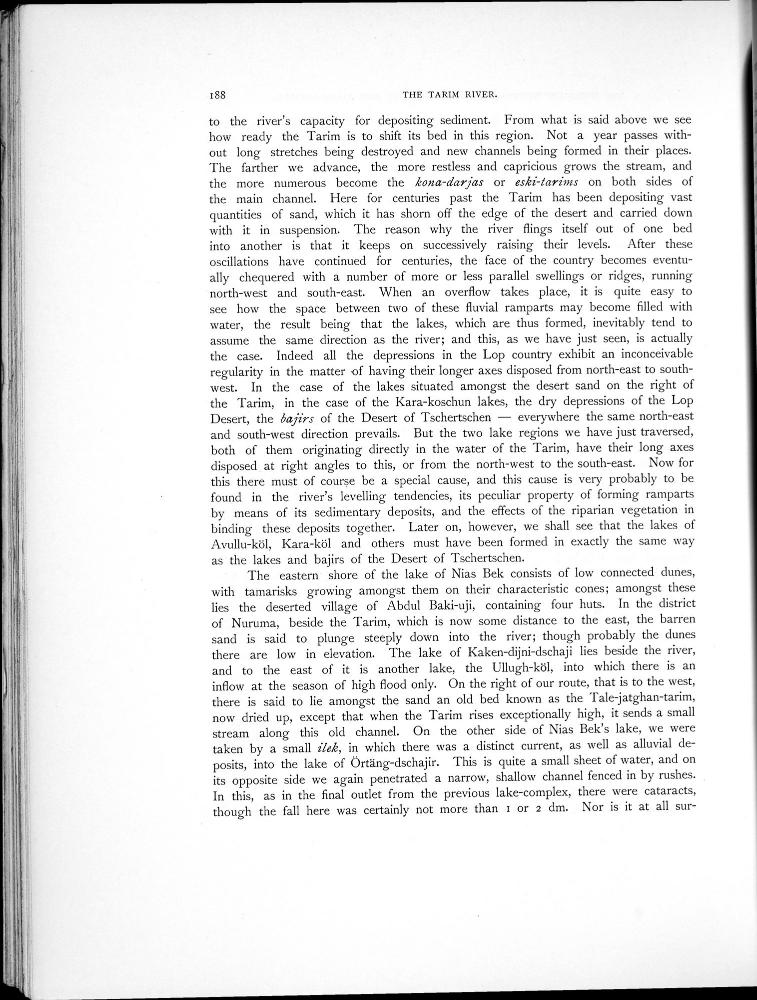 188 THE TARIM RIVER.
to the river's capacity for depositing sediment. From what is said above we see
how ready the Tarim is to shift its bed in this region. Not a year passes with-
out long stretches being destroyed and new channels being formed in their places.
The farther we advance, the more restless and capricious grows the stream, and
the more numerous become the kona-darjas or eski-tarims on both sides of
the main channel. Here for centuries past the Tarim has been depositing vast
quantities of sand, which it has shorn off the edge of the desert and carried down
with it in suspension. The reason why the river flings itself out of one bed
into another is that it keeps on successively raising their levels. After these
oscillations have continued for centuries, the face of the country becomes eventu-
ally chequered with a number of more or less parallel swellings or ridges, running
north-west and south-east. When an overflow takes place, it is quite easy to
see how the space between two of these fluvial ramparts may become filled with
water, the result being that the lakes, which are thus formed, inevitably tend to
assume the same direction as the river; and this, as we have just seen, is actually
the case. Indeed all the depressions in the Lop country exhibit an inconceivable
regularity in the matter of having their longer axes disposed from north-east to south-
west. In the case of the lakes situated amongst the desert sand on the right of
the Tarim, in the case of the Kara-koschun lakes, the dry depressions of the Lop
Desert, the bajirs of the Desert of Tschertschen — everywhere the same north-east
and south-west direction prevails. But the two lake regions we have just traversed,
both of them originating directly in the water of the Tarim, have their long axes
disposed at right angles to this, or from the north-west to the south-east. Now for
this there must of course be a special cause, and this cause is very probably to be
found in the river's levelling tendencies, its peculiar property of forming ramparts
by means of its sedimentary deposits, and the effects of the riparian vegetation in
binding these deposits together. Later on, however, we shall see that the lakes of
Avullu-köl, Kara-köl and others must have been formed in exactly the same way
as the lakes and bajirs of the Desert of Tschertschen.
The eastern shore of the lake of Nias Bek consists of low connected dunes,
with tamarisks growing amongst them on their characteristic cones; amongst these
lies the deserted village of Abdul Baki-uji, containing four huts. In the district
of Nuruma, beside the Tarim, which is now some distance to the east, the barren
sand is said to plunge steeply down into the river; though probably the dunes
there are low in elevation. The lake of Kaken-dijni-dschaji lies beside the river,
and to the east of it is another lake, the Ullugh-köl, into which there is an
inflow at the season of high flood only. On the right of our route, that is to the west,
there is said to lie amongst the sand an old bed known as the Tale-jatghan-tarim,
now dried up, except that when the Tarim rises exceptionally high, it sends a small
stream along this old channel. On the other side of Nias Bek's lake, we were
taken by a small ilek, in which there was a distinct current, as well as alluvial de-
posits, into the lake of Örtäng-dschajir. This is quite a small sheet of water, and on
its opposite side we again penetrated a narrow, shallow channel fenced in by rushes.
In this, as in the final outlet from the previous lake-complex, there were cataracts,
though the fall here was certainly not more than 1 or 2 dm. Nor is it at all sur-